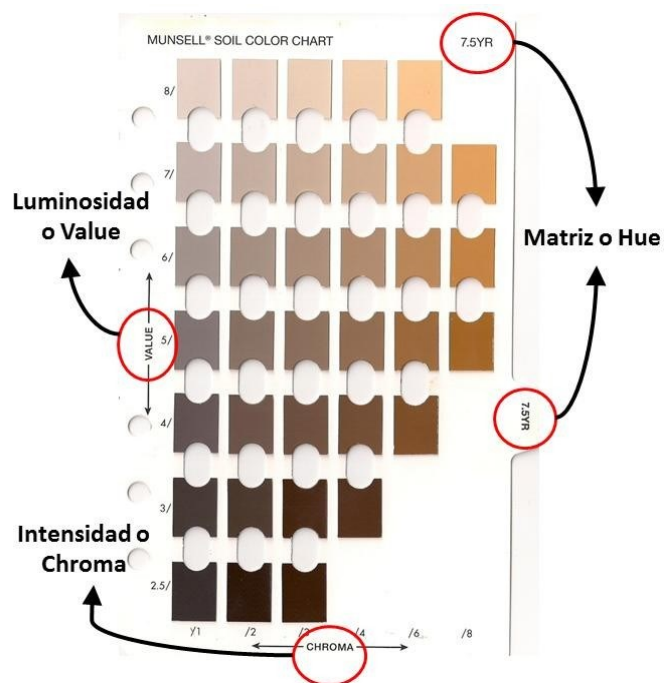 MUNSELL® SOIL COLOR CHART
7.5YR
8/
7/
Luminosidad
o Value
Matriz o Hue
6/
VALUE
5/
7.5YR
4/
3/
Intensidad o
Chroma
2.5/
/1 /2 /3 /4 /6 /8
CHROMA